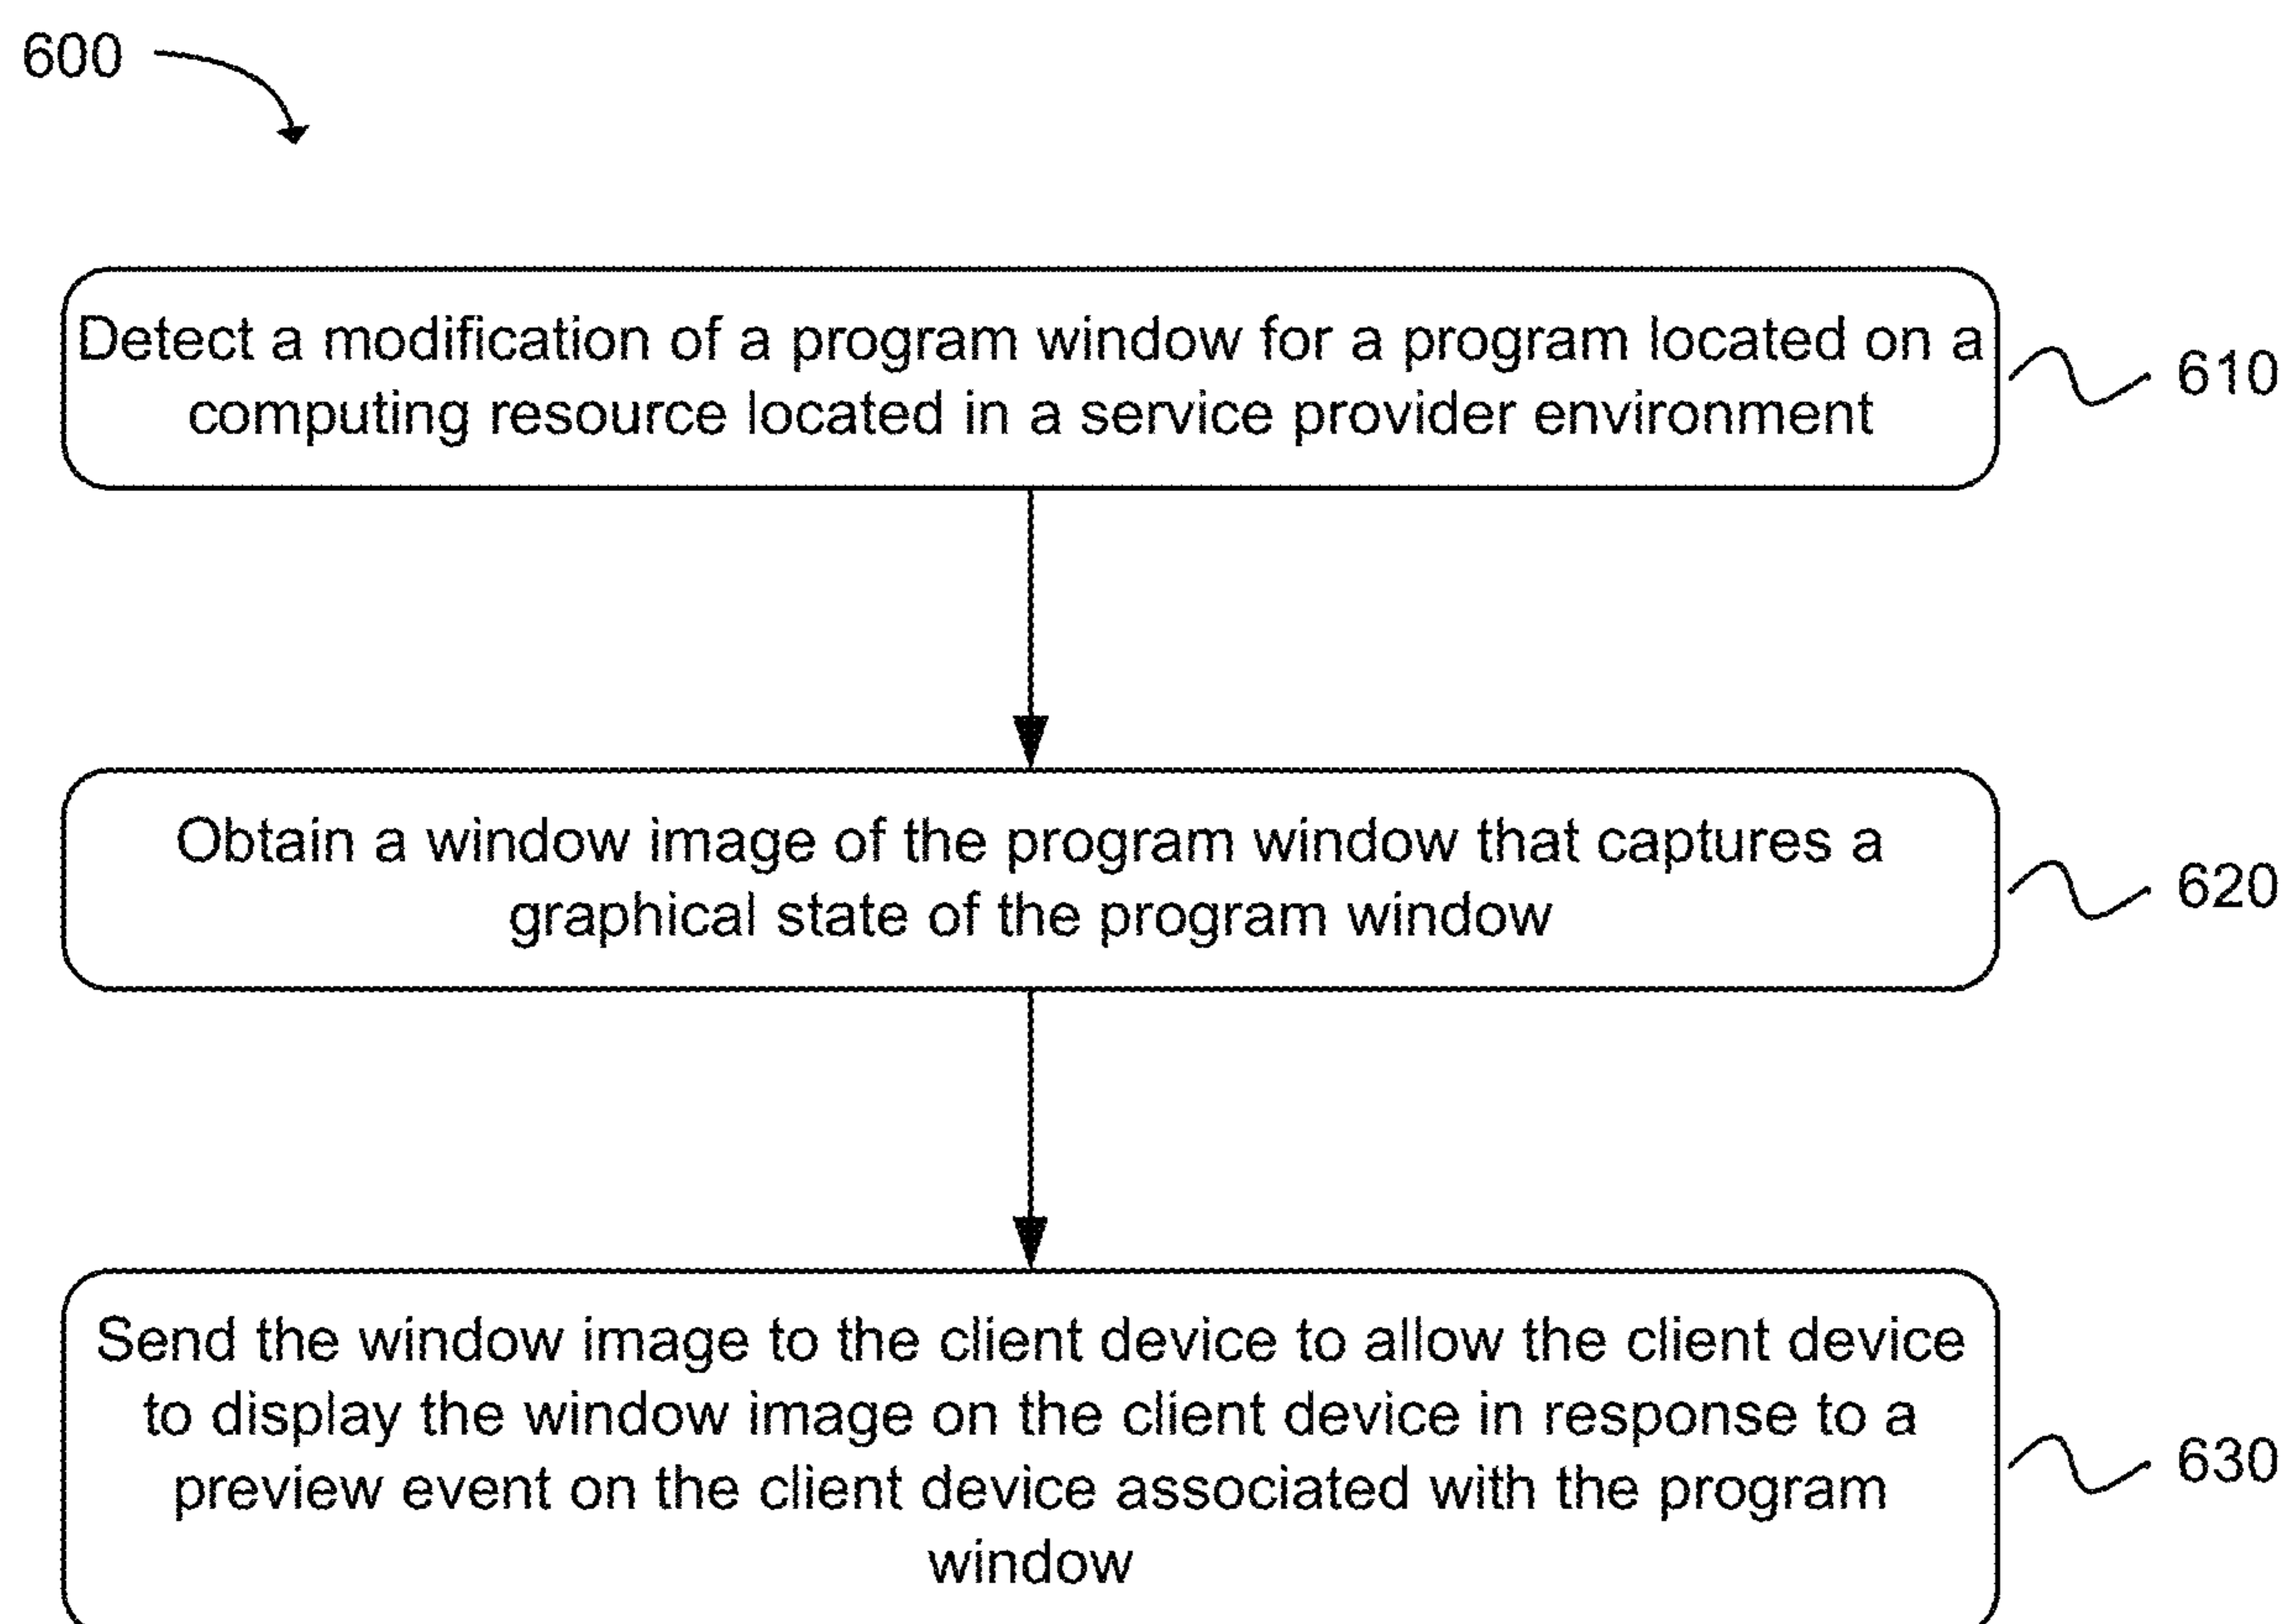 600
Detect a modification of a program window for a program located on a
computing resource located in a service provider environment
610
Obtain a window image of the program window that captures a
graphical state of the program window
620
Send the window image to the client device to allow the client device
to display the window image on the client device in response to a
preview event on the client device associated with the program
window
630